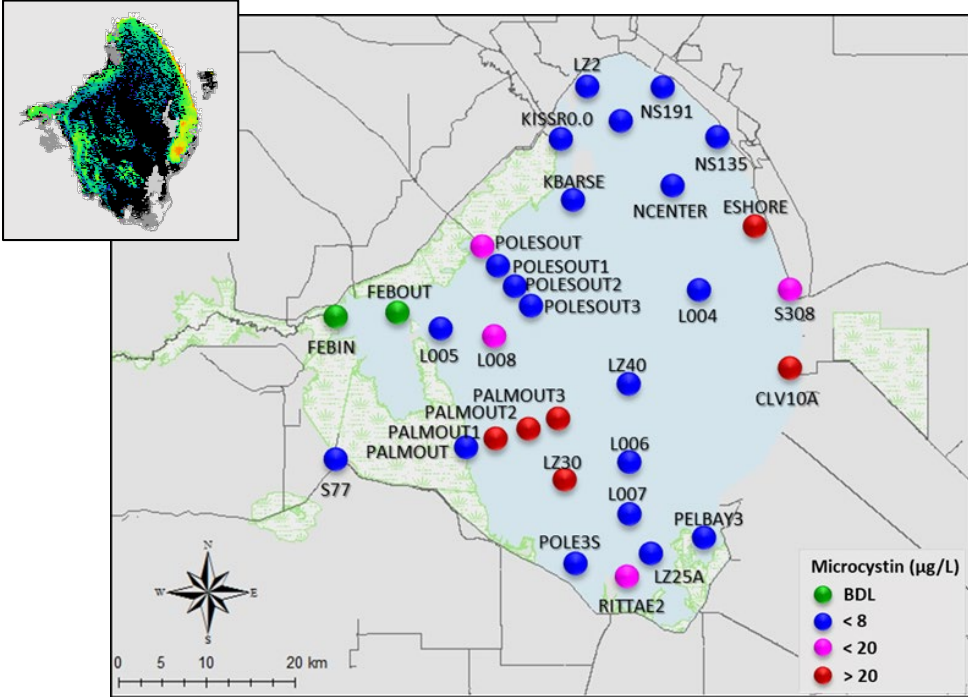 LZ2
NS191
KISSR0.0
NS135
KBARSE
NCENTER
ESHORE
POLESOUT
POLESOUT1
POLESOUT2
POLESOUT3
FEBOUT
FEBIN
L005
L008
L004
S308
LZ40
CLV10A
PALMOUT3
PALMOUT2
PALMOUT1
PALMOUT
L006
LZ30
S77
L007
PELBAY3
POLE3S
LZ25A
RITTAE2
N
W
E
S
0 5 10 20 km
Microcystin (µg/L)
BDL
< 8
< 20
> 20